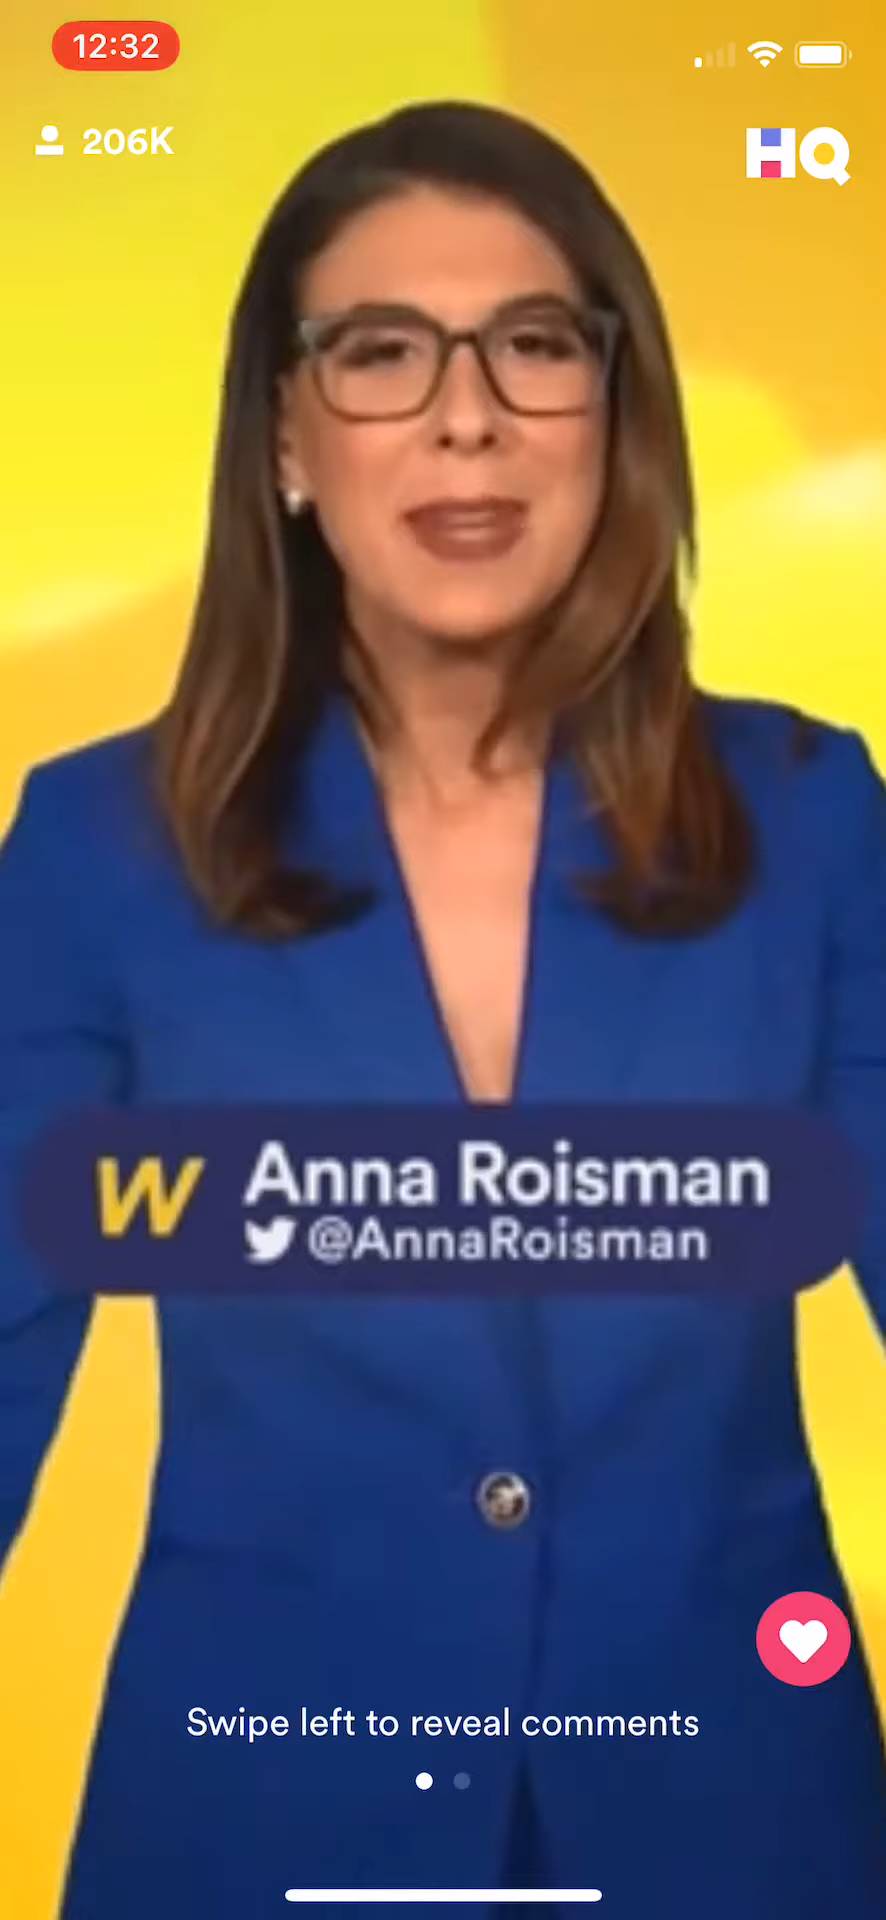 12:32
206K
HQ
W
Anna Roisman
@AnnaRoisman
Swipe left to reveal comments